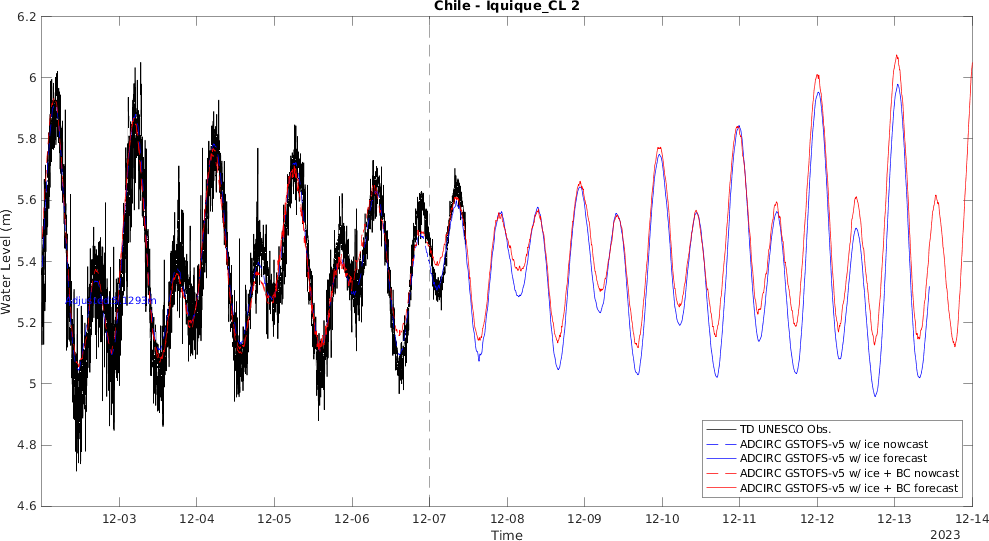 Chile - Iquique_CL 2
6.2
6
5.8
5.6
5.4
5.2
5
4.8
4.6
Water Level (m)
TD UNESCO Obs.
ADCIRC GSTOFS-v5 w/ ice nowcast
ADCIRC GSTOFS-v5 w/ ice forecast
ADCIRC GSTOFS-v5 w/ ice + BC nowcast
ADCIRC GSTOFS-v5 w/ ice + BC forecast
12-03
12-04
12-05
12-06
12-07
12-08
12-09
12-10
12-11
12-12
12-13
12-14
Time
2023